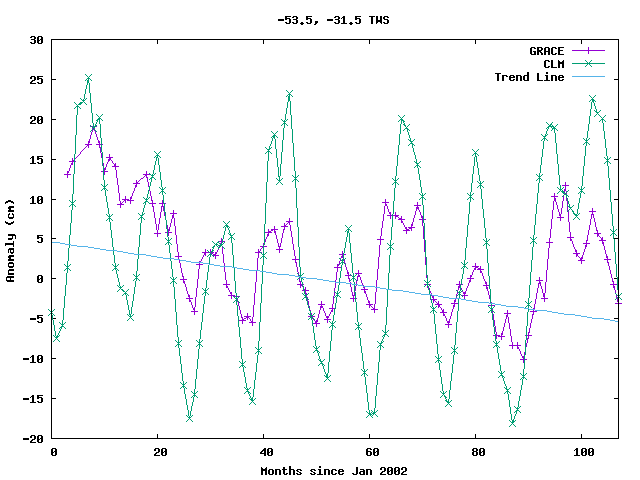 -53.5, -31.5 TWS
GRACE
CLM
Trend Line
30
25
20
15
10
5
0
-5
-10
-15
-20
Anomaly (cm)
0 20 40 60 80 100
Months since Jan 2002